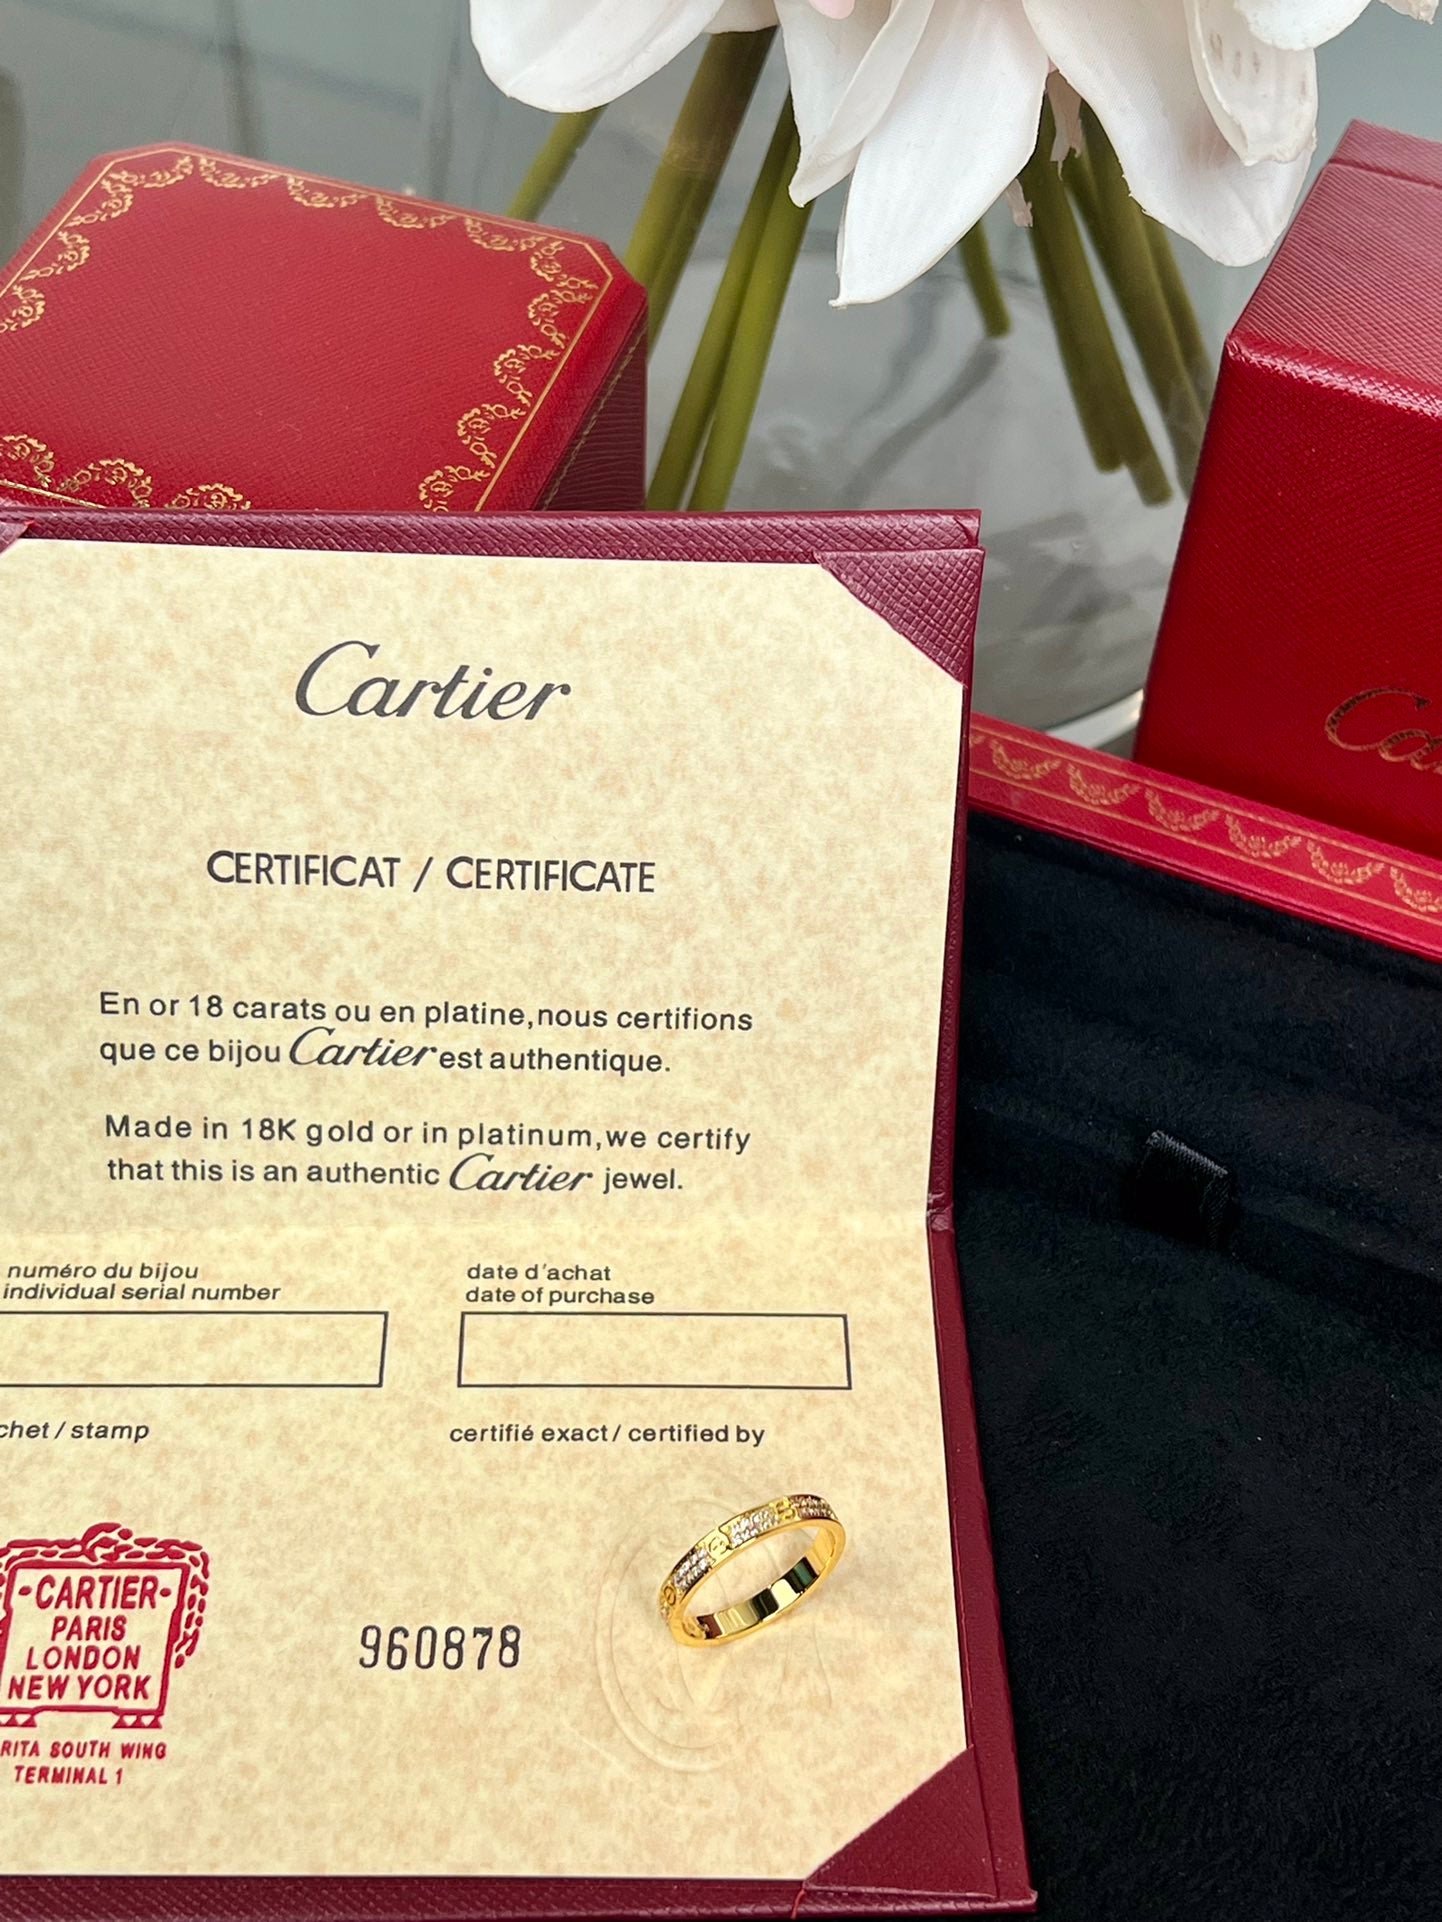 Cartier
CERTIFICAT / CERTIFICATE
En or 18 carats ou en platine,nous certifions
que ce bijou Cartier est authentique.
Made in 18K gold or in platinum,we certify
that this is an authentic Cartier jewel.
numéro du bijou
individual serial number
date d'achat
date of purchase
chet / stamp
certifié exact / certified by
-CARTIER-
PARIS
LONDON
NEW YORK
RITA SOUTH WING
TERMINAL 1
960878
Ca